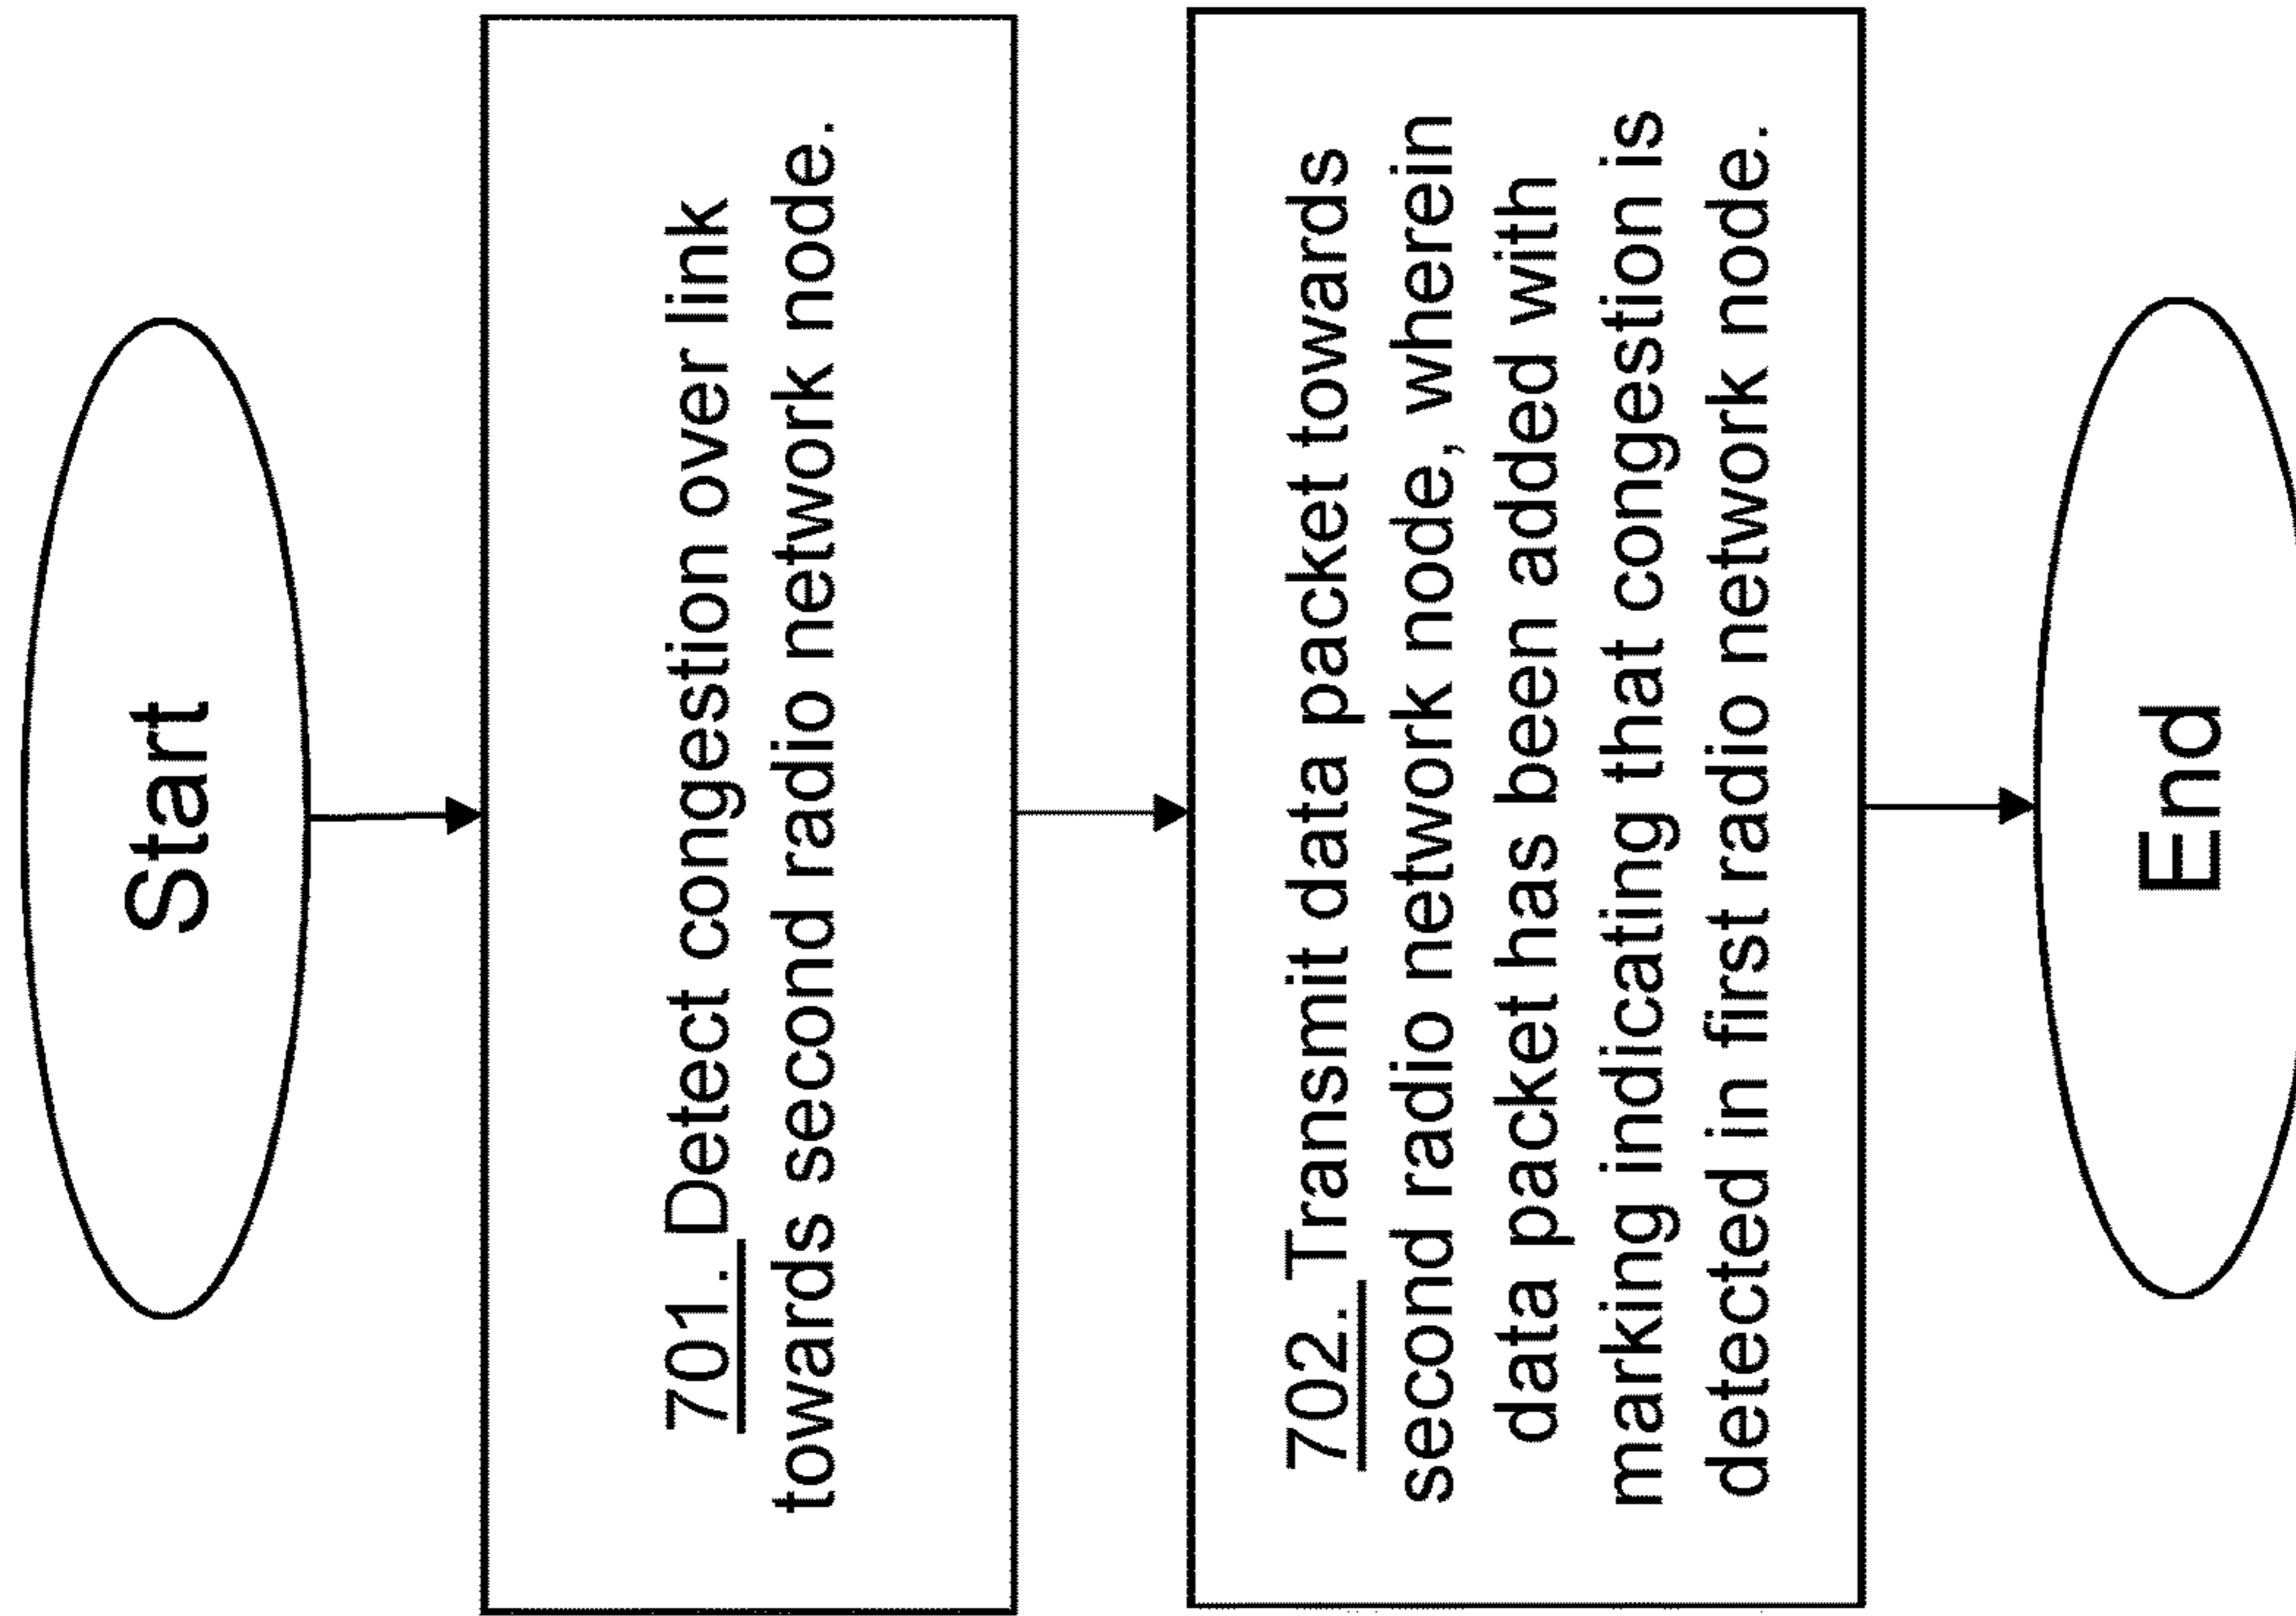 Start
701. Detect congestion over link
towards second radio network node.
702. Transmit data packet towards
second radio network node, wherein
data packet has been added with
marking indicating that congestion is
detected in first radio network node.
End